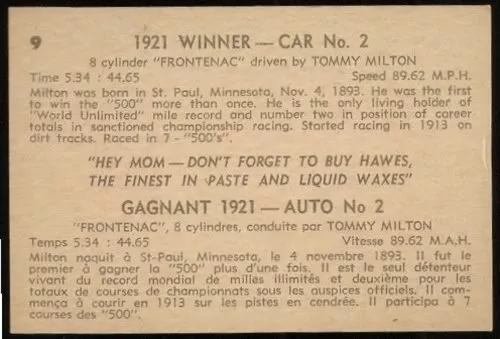 9
1921 WINNER — CAR No. 2
8 cylinder "FRONTENAC" driven by TOMMY MILTON
Time 5.34 : 44.65 Speed 89.62 M.P.H.
Milton was born in St. Paul, Minnesota, Nov. 4, 1893. He was the first
to win the "500" more than once. He is the only living holder of
"World Unlimited" mile record and number two in position of career
totals in sanctioned championship racing. Started racing in 1913 on
dirt tracks. Raced in 7 - "500's".
"HEY MOM — DON'T FORGET TO BUY HAWES,
THE FINEST IN PASTE AND LIQUID WAXES"
GAGNANT 1921 — AUTO No 2
"FRONTENAC", 8 cylindres, conduite par TOMMY MILTON
Temps 5.34 : 44.65 Vitesse 89.62 M.A.H.
Milton naquit à St-Paul, Minnesota, le 4 novembre 1893. Il fut le
premier à gagner la "500" plus d'une fois. Il est le seul détenteur
vivant du record mondial de milles illimités et deuxième pour les
totaux de courses de championnats sous les auspices officiels. Il com-
mença à courir en 1913 sur les pistes en cendrée. Il participa à 7
courses des "500".